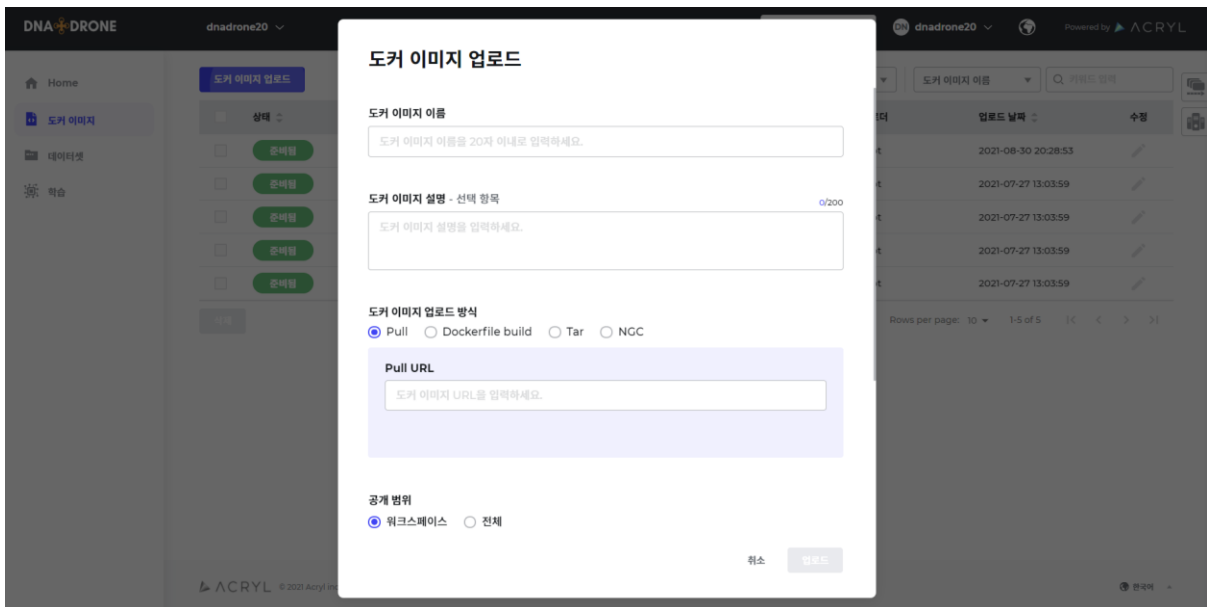 DNA DRONE
dnadrone20
DN dnadrone20
Powered by ACRYL
Home
도커 이미지
데이터셋
학습
도커 이미지 업로드
도커 이미지 이름
키워드 입력
상태
업로드 날짜
수정
준비됨
2021-08-30 20:28:53
준비됨
2021-07-27 13:03:59
준비됨
2021-07-27 13:03:59
준비됨
2021-07-27 13:03:59
준비됨
2021-07-27 13:03:59
삭제
Rows per page: 10
1-5 of 5
도커 이미지 업로드
도커 이미지 이름
도커 이미지 이름을 20자 이내로 입력하세요.
도커 이미지 설명 - 선택 항목
0/200
도커 이미지 설명을 입력하세요.
도커 이미지 업로드 방식
Pull
Dockerfile build
Tar
NGC
Pull URL
도커 이미지 URL을 입력하세요.
공개 범위
워크스페이스
전체
취소
업로드
ACRYL © 2021 Acryl inc
한국어